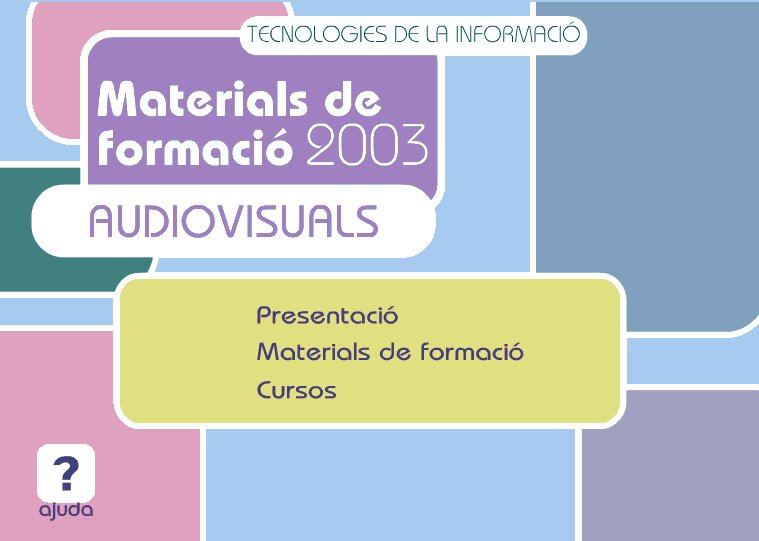 TECNOLOGIES DE LA INFORMACIÓ
Materials de
formació 2003
AUDIOVISUALS
Presentació
Materials de formació
Cursos
?
ajuda